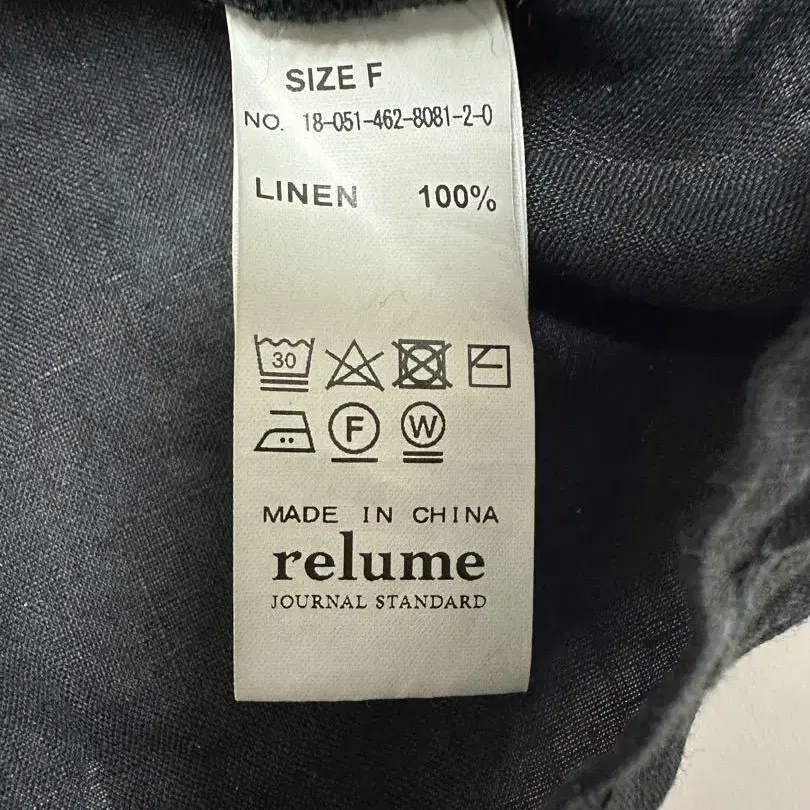 SIZE F
NO. 18-051-462-8081-2-0
LINEN 100%
30
F W
MADE IN CHINA
relume
JOURNAL STANDARD